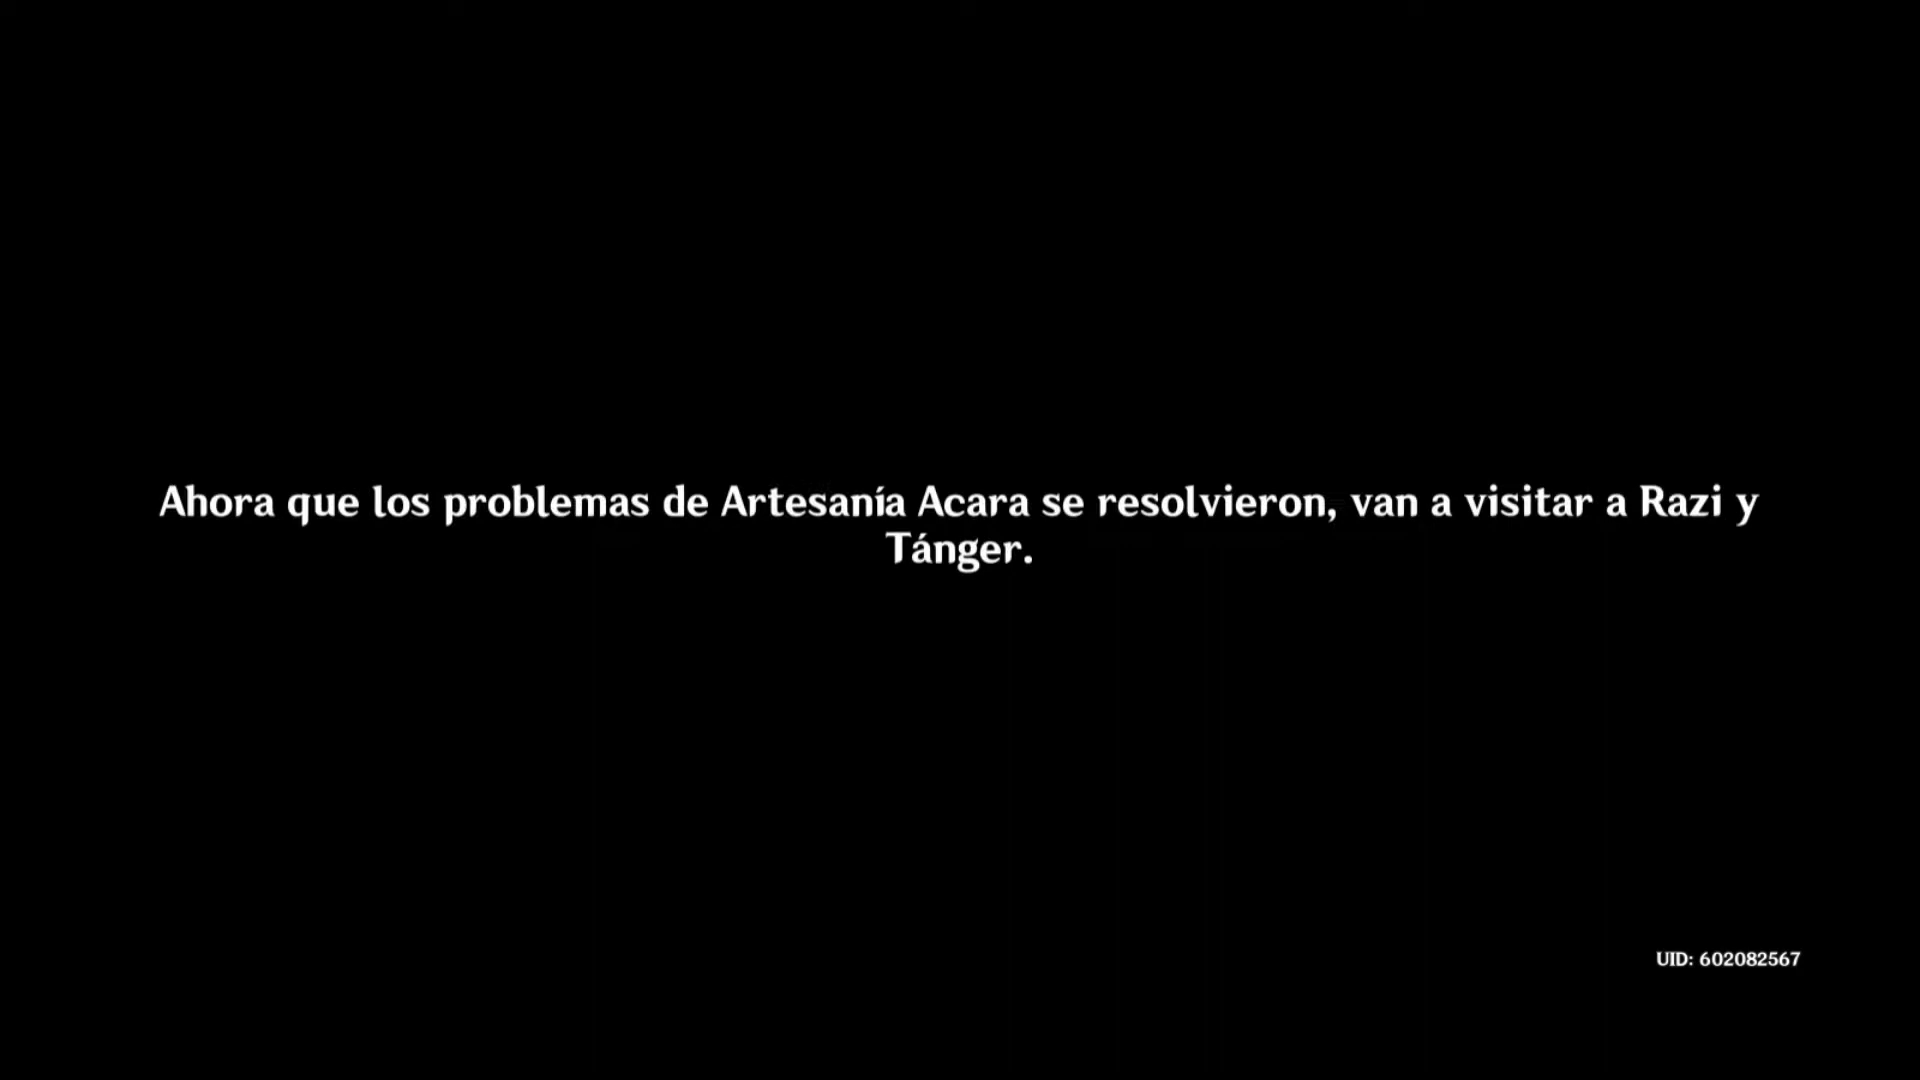 Ahora que los problemas de Artesanía Acara se resolvieron, van a visitar a Razi y
Tánger.
UID: 602082567